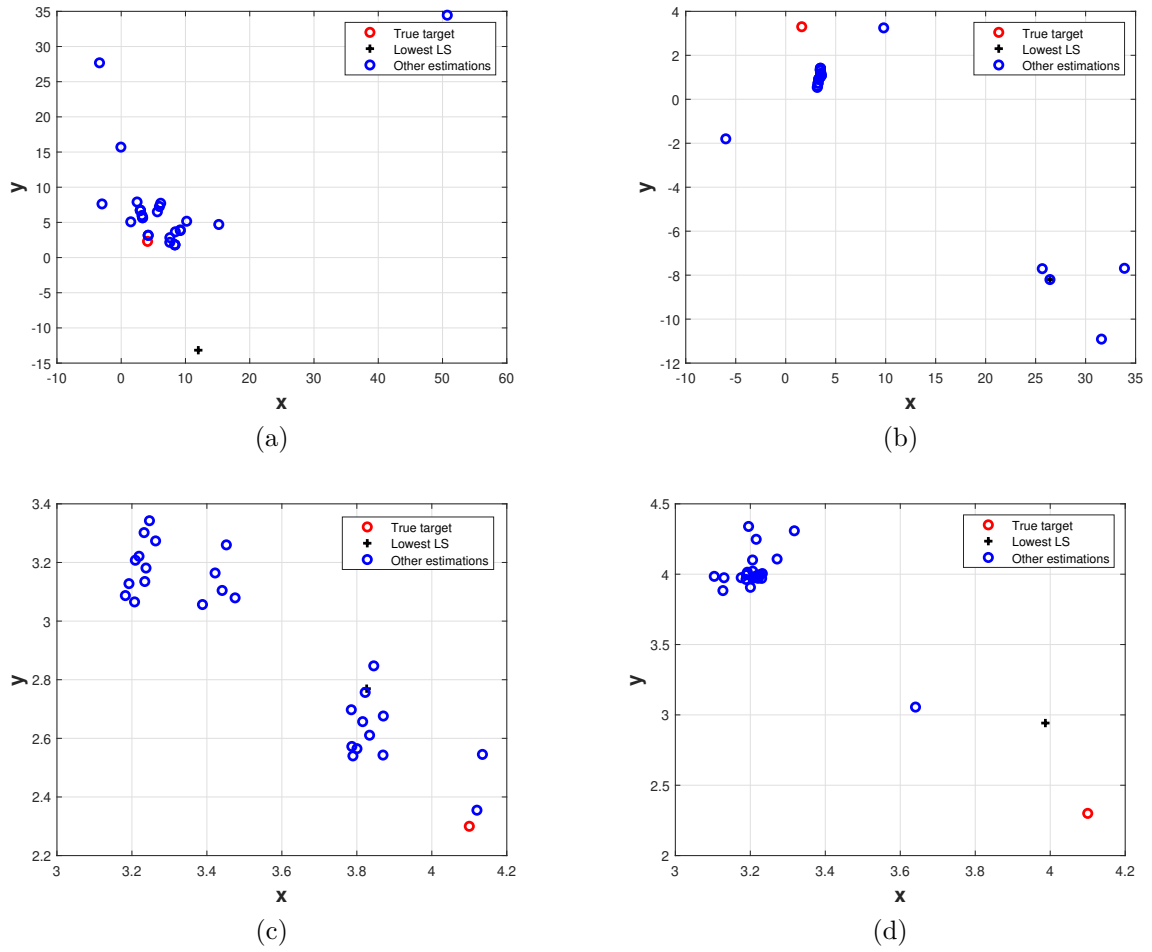 35
30
25
20
15
10
5
0
-5
-10
-15
-10 0 10 20 30 40 50 60
x
y
True target
Lowest LS
Other estimations
(a)
4
2
0
-2
-4
-6
-8
-10
-12
-10 -5 0 5 10 15 20 25 30 35
x
y
True target
Lowest LS
Other estimations
(b)
3.4
3.2
3
2.8
2.6
2.4
2.2
3 3.2 3.4 3.6 3.8 4 4.2
x
y
True target
Lowest LS
Other estimations
(c)
4.5
4
3.5
3
2.5
2
3 3.2 3.4 3.6 3.8 4 4.2
x
y
True target
Lowest LS
Other estimations
(d)